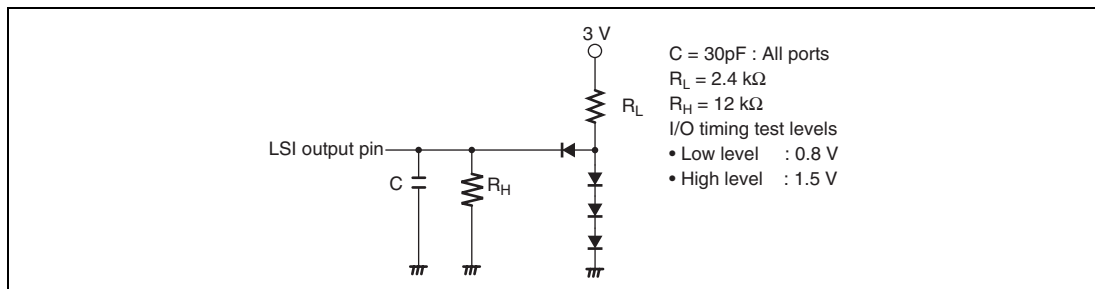 3 V
C = 30pF : All ports
R_L = 2.4 kΩ
R_H = 12 kΩ
I/O timing test levels
• Low level : 0.8 V
• High level : 1.5 V
R_L
LSI output pin
C
R_H